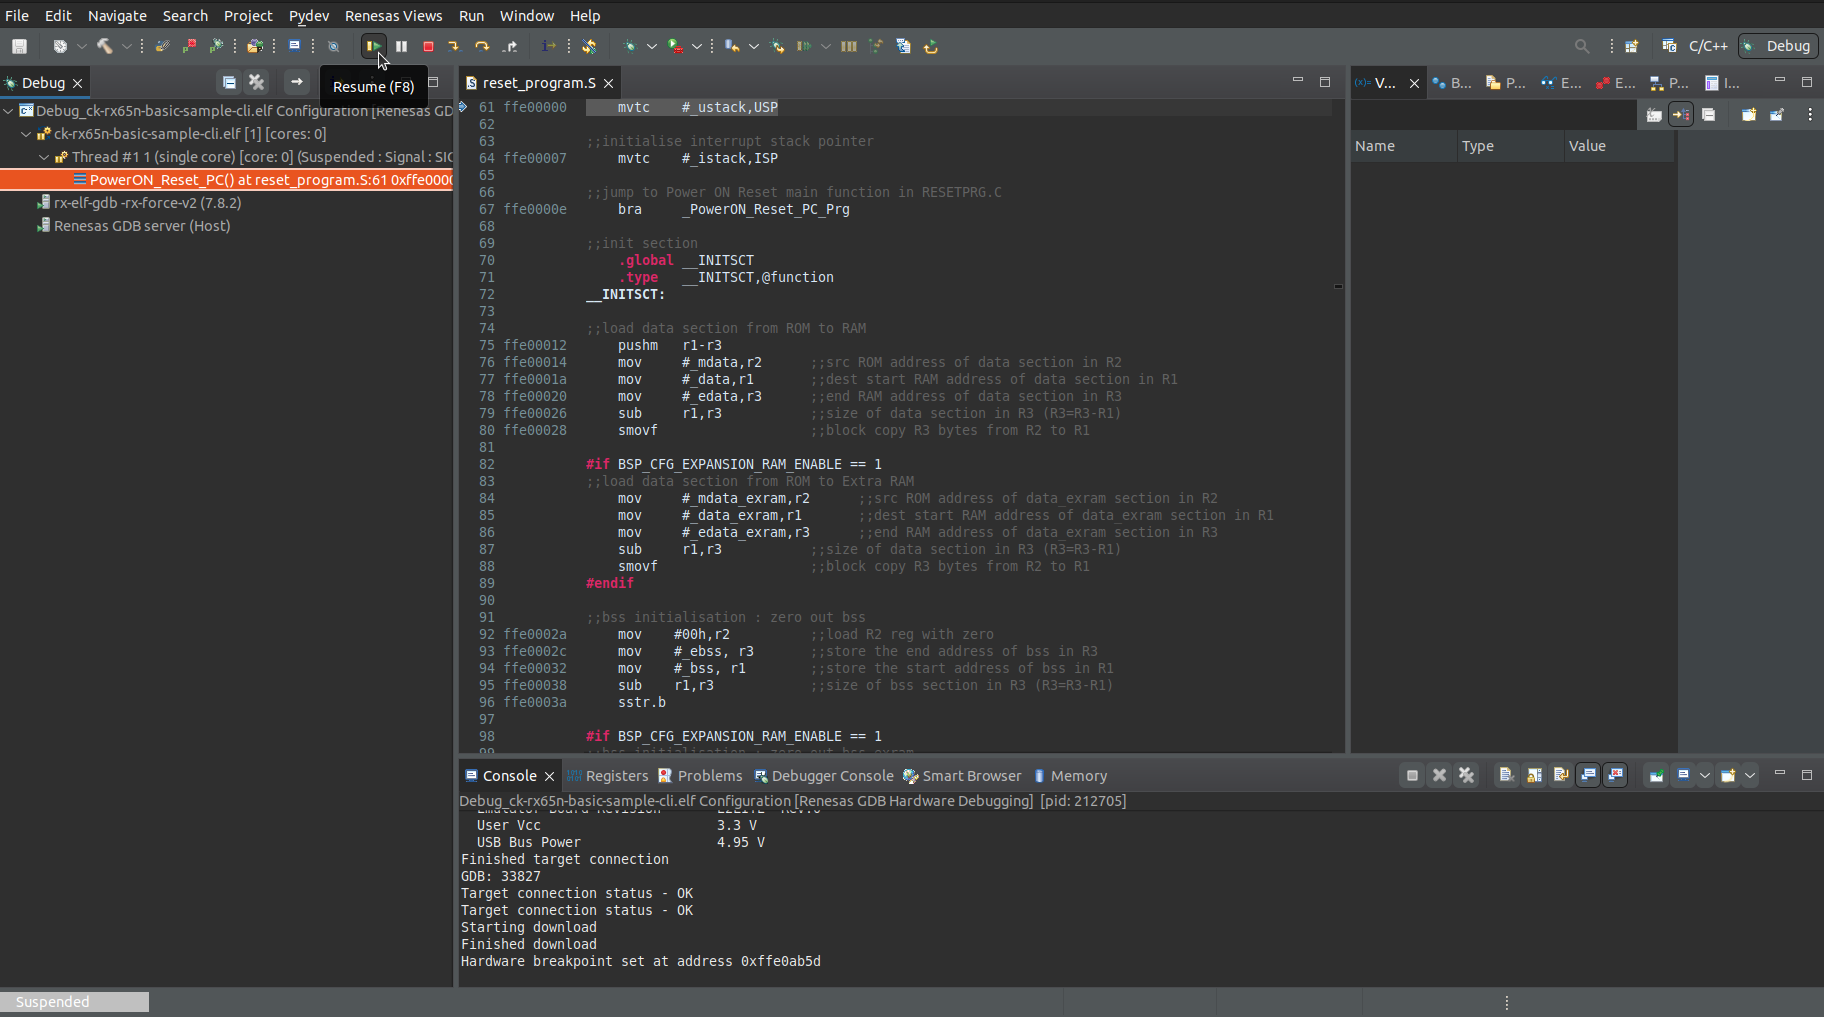 File Edit Navigate Search Project Pydev Renesas Views Run Window Help
C/C++ Debug
Debug
Resume (F8)
Debug_ck-rx65n-basic-sample-cli.elf Configuration [Renesas GD
ck-rx65n-basic-sample-cli.elf [1] [cores: 0]
Thread #1 1 (single core) [core: 0] (Suspended : Signal : SIG
PowerON_Reset_PC() at reset_program.S:61 0xffe0000
rx-elf-gdb -rx-force-v2 (7.8.2)
Renesas GDB server (Host)
reset_program.S
61 ffe00000 mvtc #_ustack,USP
62
63 ;;initialise interrupt stack pointer
64 ffe00007 mvtc #_istack,ISP
65
66 ;;jump to Power ON Reset main function in RESETPRG.C
67 ffe0000e bra _PowerON_Reset_PC_Prg
68
69 ;;init section
70 .global __INITSCT
71 .type __INITSCT,@function
72 __INITSCT:
73
74 ;;load data section from ROM to RAM
75 ffe00012 pushm r1-r3
76 ffe00014 mov #_mdata,r2 ;;src ROM address of data section in R2
77 ffe0001a mov #_data,r1 ;;dest start RAM address of data section in R1
78 ffe00020 mov #_edata,r3 ;;end RAM address of data section in R3
79 ffe00026 sub r1,r3 ;;size of data section in R3 (R3=R3-R1)
80 ffe00028 smovf ;;block copy R3 bytes from R2 to R1
81
82 #if BSP_CFG_EXPANSION_RAM_ENABLE == 1
83 ;;load data section from ROM to Extra RAM
84 mov #_mdata_exram,r2 ;;src ROM address of data_exram section in R2
85 mov #_data_exram,r1 ;;dest start RAM address of data_exram section in R1
86 mov #_edata_exram,r3 ;;end RAM address of data_exram section in R3
87 sub r1,r3 ;;size of data section in R3 (R3=R3-R1)
88 smovf ;;block copy R3 bytes from R2 to R1
89 #endif
90
91 ;;bss initialisation : zero out bss
92 ffe0002a mov #00h,r2 ;;load R2 reg with zero
93 ffe0002c mov #_ebss, r3 ;;store the end address of bss in R3
94 ffe00032 mov #_bss, r1 ;;store the start address of bss in R1
95 ffe00038 sub r1,r3 ;;size of bss section in R3 (R3=R3-R1)
96 ffe0003a sstr.b
97
98 #if BSP_CFG_EXPANSION_RAM_ENABLE == 1
99 ;;bss initialisation : zero out bss exram
(x)= V... B... P... E... E... P... I...
Name Type Value
Console Registers Problems Debugger Console Smart Browser Memory
Debug_ck-rx65n-basic-sample-cli.elf Configuration [Renesas GDB Hardware Debugging] [pid: 212705]
User Vcc 3.3 V
USB Bus Power 4.95 V
Finished target connection
GDB: 33827
Target connection status - OK
Target connection status - OK
Starting download
Finished download
Hardware breakpoint set at address 0xffe0ab5d
Suspended